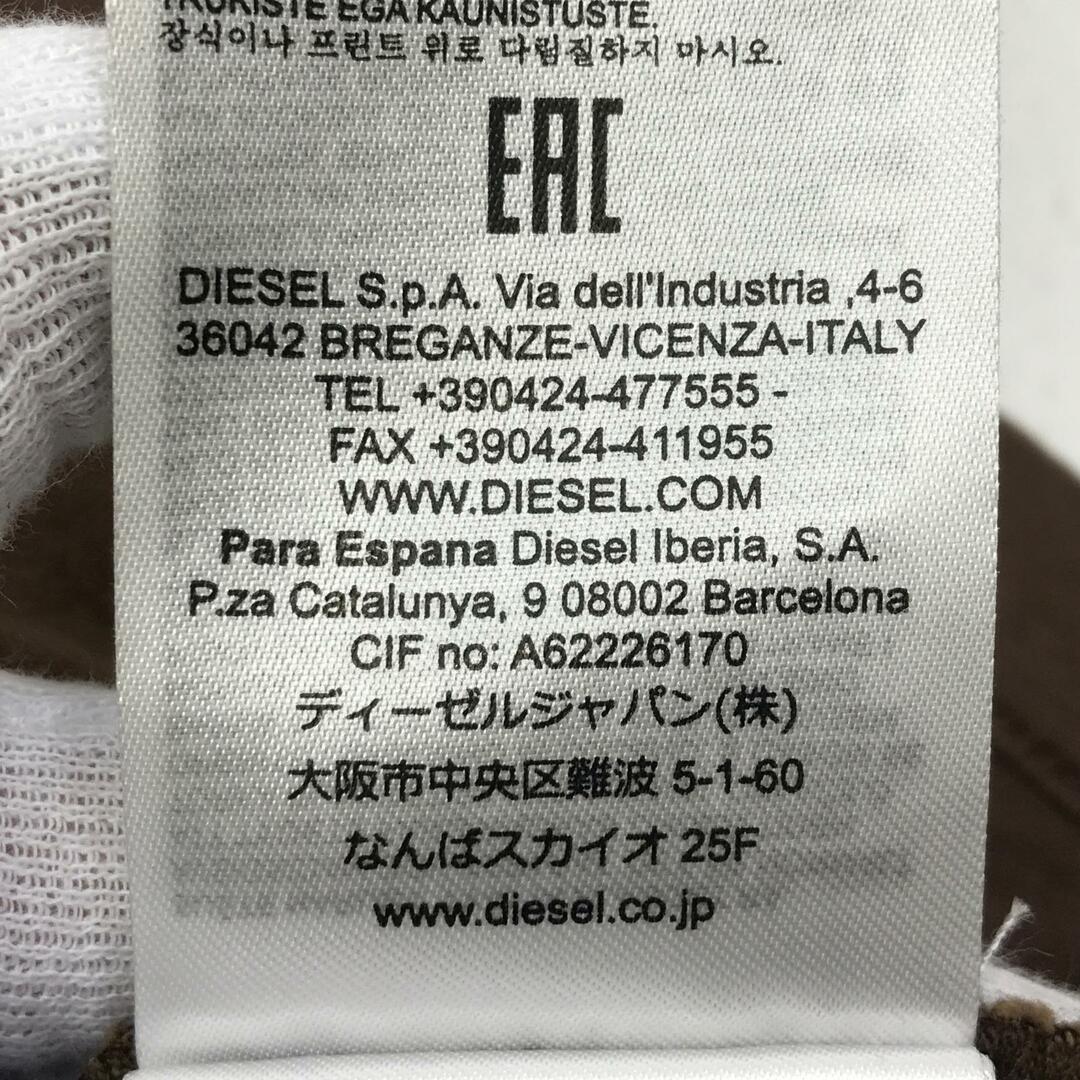 TRÜKISTE EGA KAUNISTUSTE.
장식이나 프린트 위로 다림질하지 마시오.
EAC
DIESEL S.p.A. Via dell'Industria ,4-6
36042 BREGANZE-VICENZA-ITALY
TEL +390424-477555 -
FAX +390424-411955
WWW.DIESEL.COM
Para Espana Diesel Iberia, S.A.
P.za Catalunya, 9 08002 Barcelona
CIF no: A62226170
ディーゼルジャパン(株)
大阪市中央区難波 5-1-60
なんばスカイオ 25F
www.diesel.co.jp